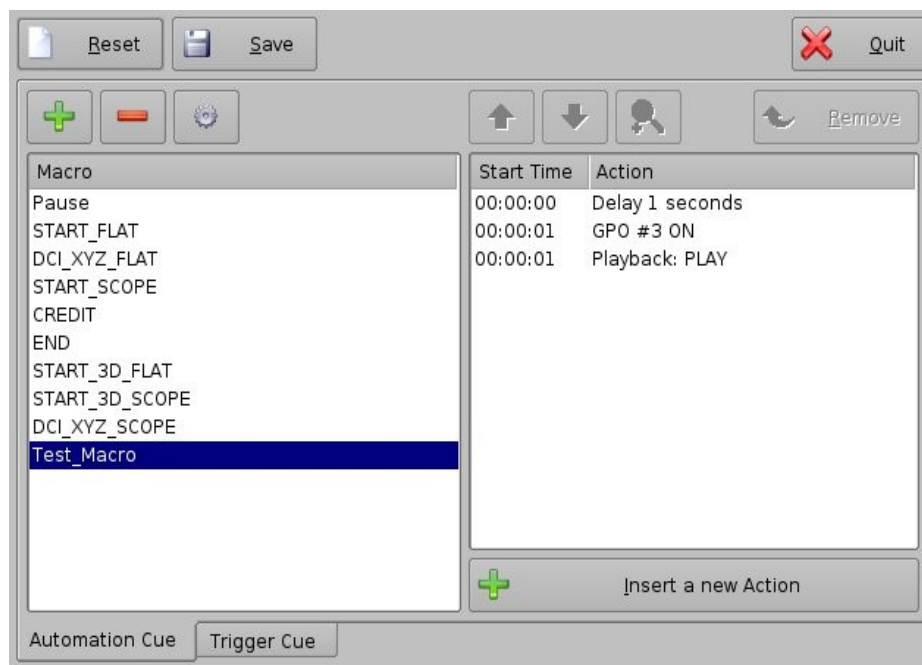 Reset Save Quit
Remove
Macro
Pause
START_FLAT
DCI_XYZ_FLAT
START_SCOPE
CREDIT
END
START_3D_FLAT
START_3D_SCOPE
DCI_XYZ_SCOPE
Test_Macro
Start Time Action
00:00:00 Delay 1 seconds
00:00:01 GPO #3 ON
00:00:01 Playback: PLAY
Insert a new Action
Automation Cue Trigger Cue